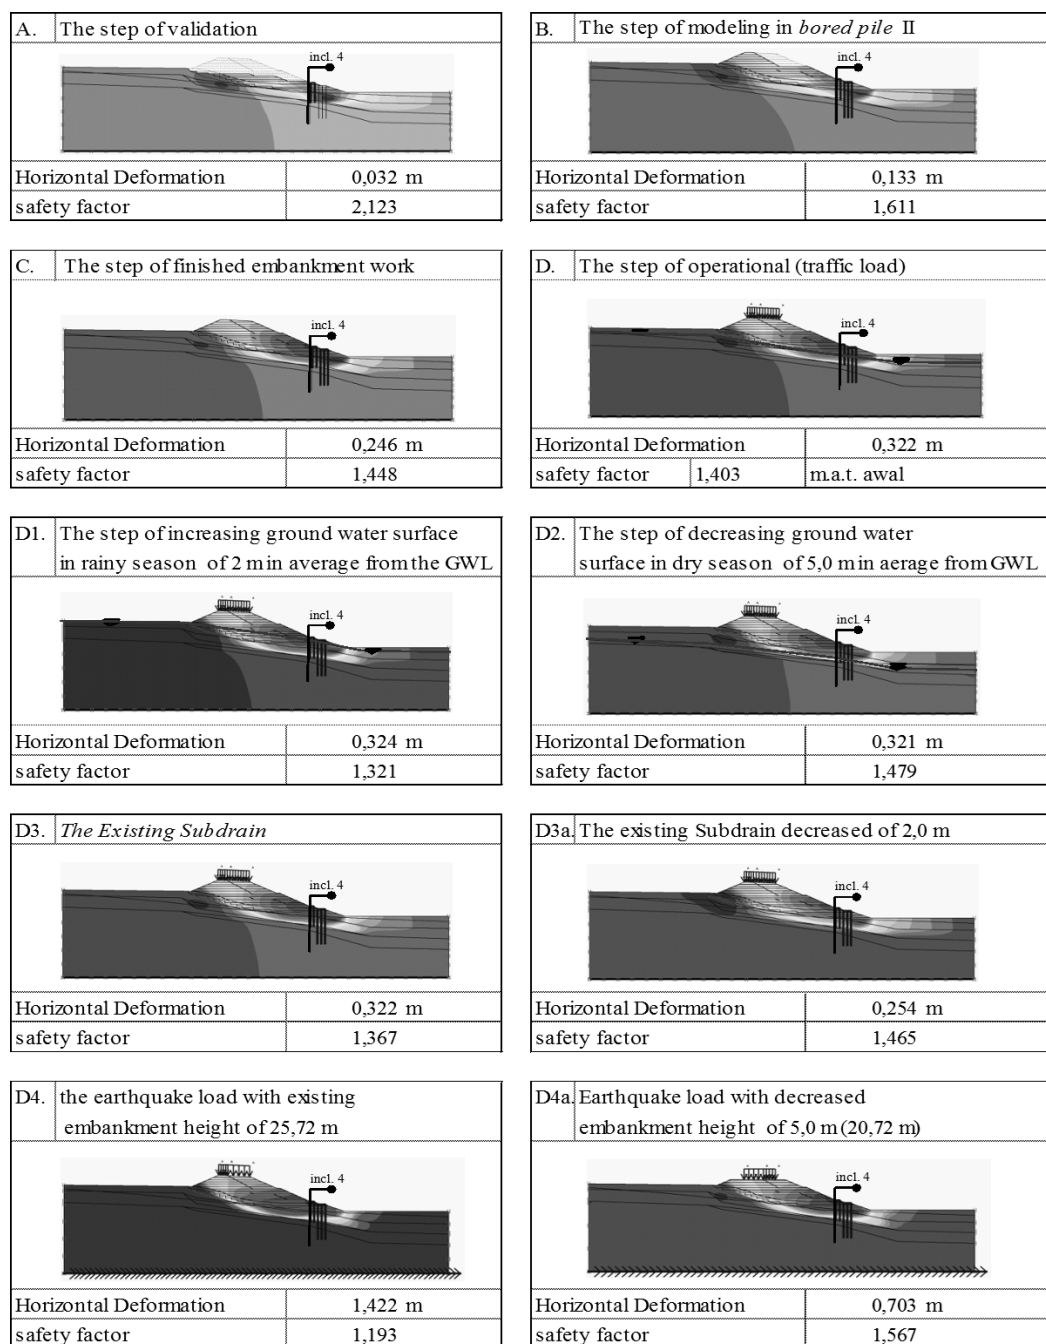 A. The step of validation
incl. 4
Horizontal Deformation 0,032 m
safety factor 2,123
B. The step of modeling in bored pile II
incl. 4
Horizontal Deformation 0,133 m
safety factor 1,611
C. The step of finished embankment work
incl. 4
Horizontal Deformation 0,246 m
safety factor 1,448
D. The step of operational (traffic load)
incl. 4
Horizontal Deformation 0,322 m
safety factor 1,403 m.a.t. awal
D1. The step of increasing ground water surface
in rainy season of 2 m in average from the GWL
incl. 4
Horizontal Deformation 0,324 m
safety factor 1,321
D2. The step of decreasing ground water
surface in dry season of 5,0 m in aerage from GWL
incl. 4
Horizontal Deformation 0,321 m
safety factor 1,479
D3. The Existing Subdrain
incl. 4
Horizontal Deformation 0,322 m
safety factor 1,367
D3a. The existing Subdrain decreased of 2,0 m
incl. 4
Horizontal Deformation 0,254 m
safety factor 1,465
D4. the earthquake load with existing
embankment height of 25,72 m
incl. 4
Horizontal Deformation 1,422 m
safety factor 1,193
D4a. Earthquake load with decreased
embankment height of 5,0 m (20,72 m)
incl. 4
Horizontal Deformation 0,703 m
safety factor 1,567